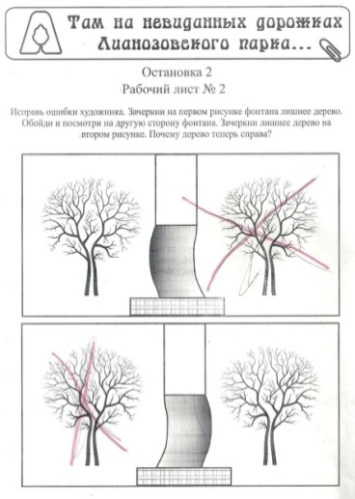 Там на невиданных дорожках
Лианозовского парка...
Остановка 2
Рабочий лист № 2
Исправь ошибки художника. Зачеркни на первом рисунке фонтана лишнее дерево.
Обойди и посмотри на другую сторону фонтана. Зачеркни лишнее дерево на
втором рисунке. Почему дерево теперь справа?